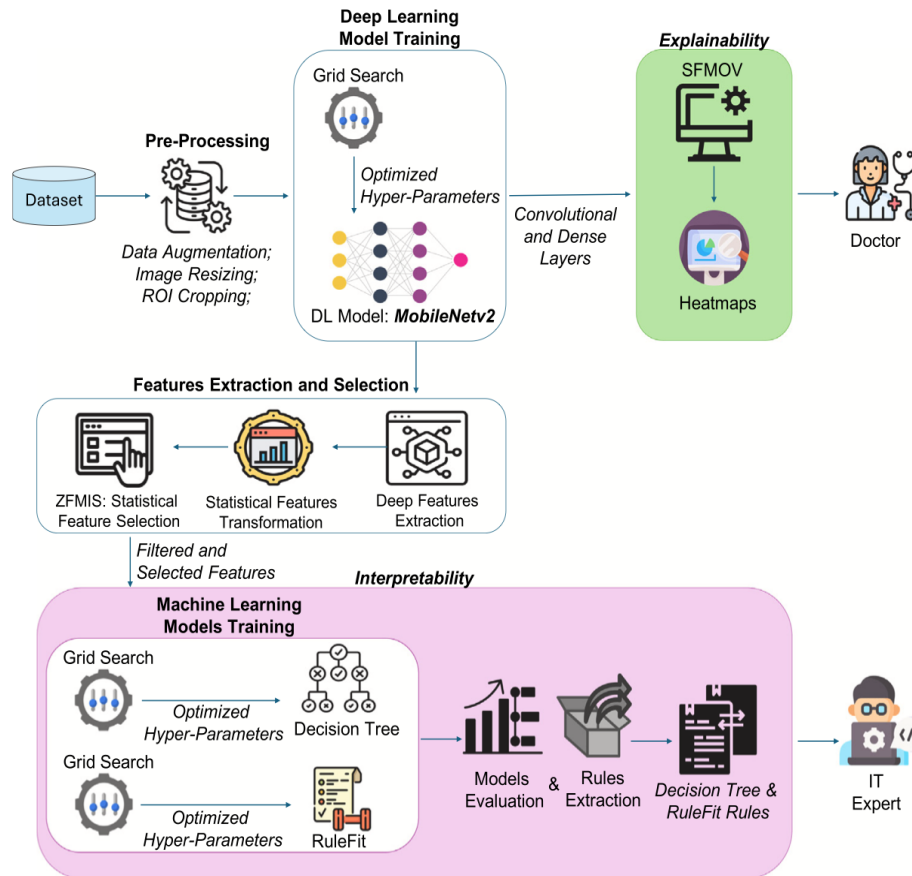 Deep Learning
Model Training
Grid Search
Optimized
Hyper-Parameters
DL Model: MobileNetv2
Explainability
SFMOV
Heatmaps
Pre-Processing
Dataset
Data Augmentation;
Image Resizing;
ROI Cropping;
Convolutional
and Dense
Layers
Doctor
Features Extraction and Selection
ZFMIS: Statistical
Feature Selection
Statistical Features
Transformation
Deep Features
Extraction
Filtered and
Selected Features
Interpretability
Machine Learning
Models Training
Grid Search
Optimized
Hyper-Parameters
Decision Tree
Grid Search
Optimized
Hyper-Parameters
RuleFit
Models
Evaluation
&
Rules
Extraction
Decision Tree &
RuleFit Rules
</>
IT
Expert